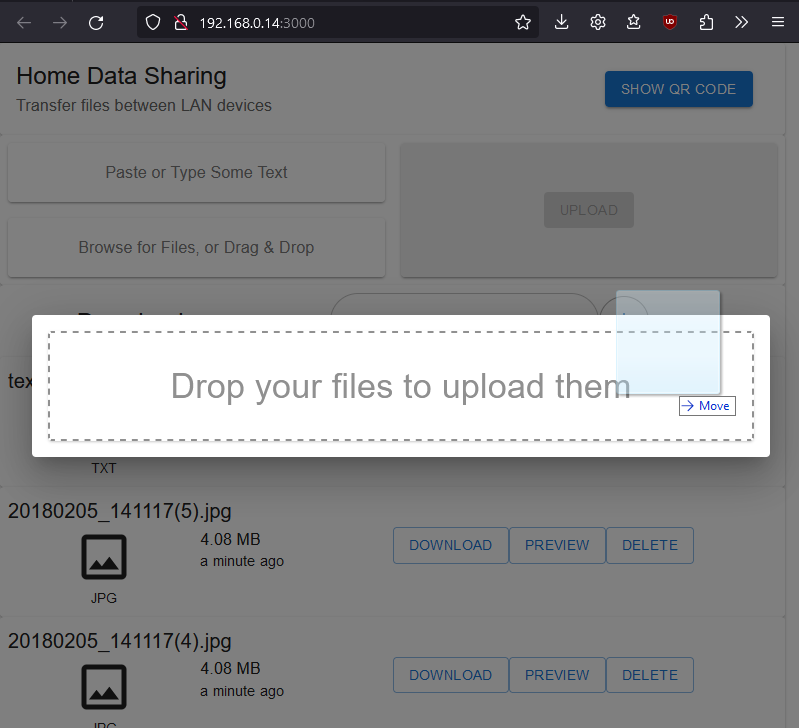 192.168.0.14:3000
Home Data Sharing
Transfer files between LAN devices
SHOW QR CODE
Paste or Type Some Text
Browse for Files, or Drag & Drop
UPLOAD
Drop your files to upload them
Move
TXT
20180205_141117(5).jpg
4.08 MB
a minute ago
JPG
DOWNLOAD
PREVIEW
DELETE
20180205_141117(4).jpg
4.08 MB
a minute ago
JPG
DOWNLOAD
PREVIEW
DELETE